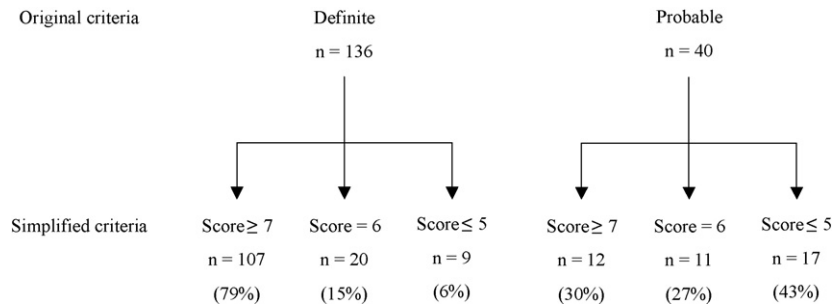 Original criteria Definite Probable
n = 136 n = 40
Simplified criteria Score≥ 7 Score = 6 Score≤ 5 Score≥ 7 Score = 6 Score≤ 5
n = 107 n = 20 n = 9 n = 12 n = 11 n = 17
(79%) (15%) (6%) (30%) (27%) (43%)